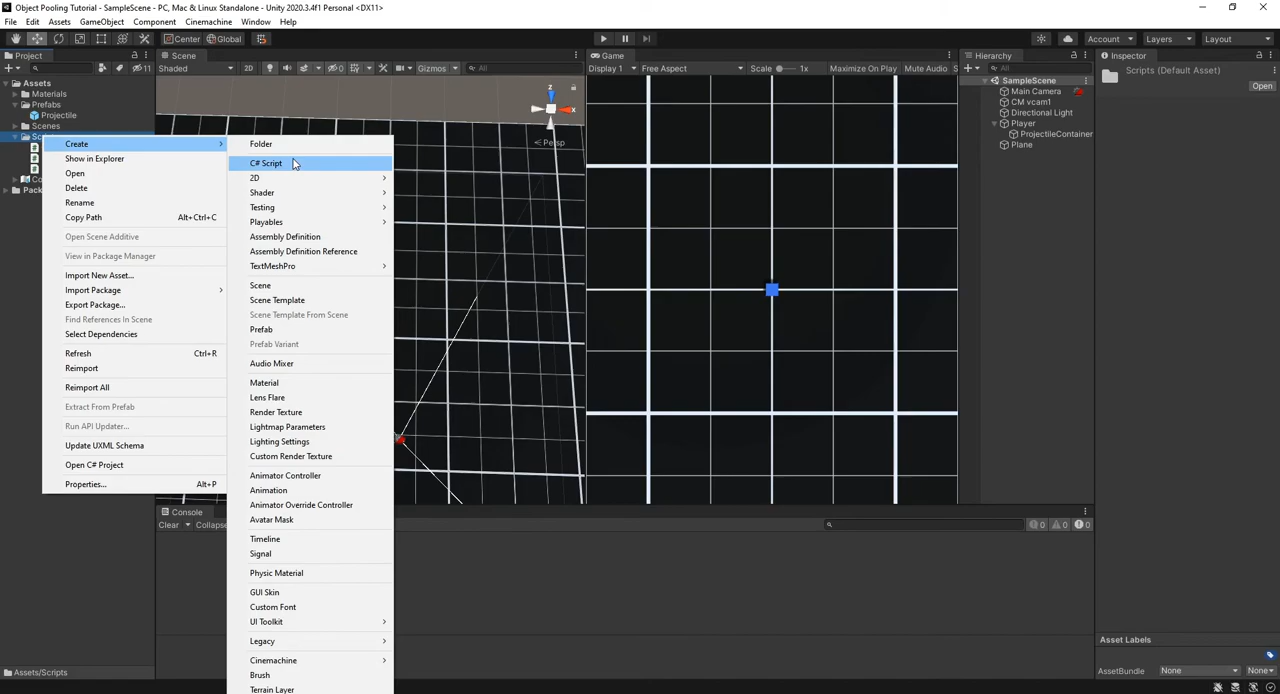 Object Pooling Tutorial - SampleScene - PC, Mac & Linux Standalone - Unity 2020.3.4f1 Personal <DX11>
File Edit Assets GameObject Component Cinemachine Window Help
Center Global Account Layers Layout
Project Scene Game Hierarchy Inspector
11 Shaded 2D 0 Gizmos All Display 1 Free Aspect Scale 1x Maximize On Play Mute Audio S All Scripts (Default Asset)
Open
Assets
Materials
Prefabs
Projectile
Scenes
Pack
SampleScene
Main Camera
CM vcam1
Directional Light
Player
ProjectileContainer
Plane
z
x
Persp
Create
Show in Explorer
Open
Delete
Rename
Copy Path Alt+Ctrl+C
Open Scene Additive
View in Package Manager
Import New Asset...
Import Package
Export Package...
Find References In Scene
Select Dependencies
Refresh Ctrl+R
Reimport
Reimport All
Extract From Prefab
Run API Updater...
Update UXML Schema
Open C# Project
Properties... Alt+P
Folder
C# Script
2D
Shader
Testing
Playables
Assembly Definition
Assembly Definition Reference
TextMeshPro
Scene
Scene Template
Scene Template From Scene
Prefab
Prefab Variant
Audio Mixer
Material
Lens Flare
Render Texture
Lightmap Parameters
Lighting Settings
Custom Render Texture
Animator Controller
Animation
Animator Override Controller
Avatar Mask
Timeline
Signal
Physic Material
GUI Skin
Custom Font
UI Toolkit
Legacy
Cinemachine
Brush
Terrain Layer
Console
Clear Collapse 0 0 0
Asset Labels
AssetBundle None None
Assets/Scripts